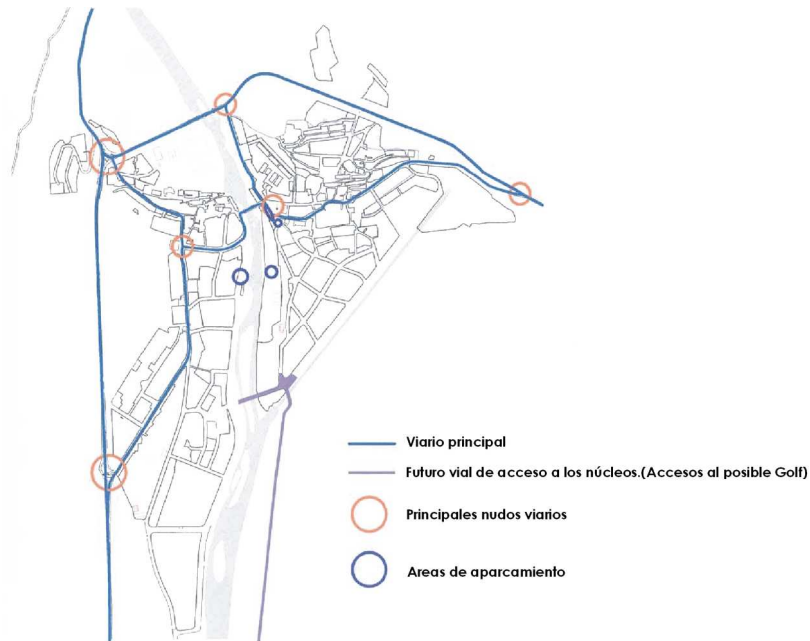 Viario principal
Futuro vial de acceso a los núcleos.(Accesos al posible Golf)
Principales nudos viarios
Areas de aparcamiento